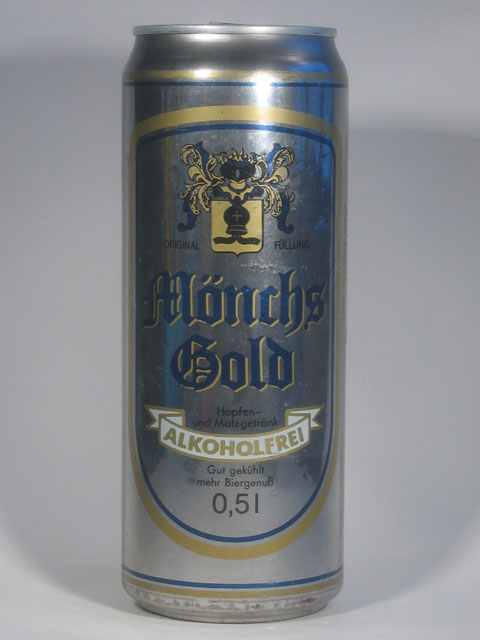 ORIGINAL FÜLLUNG
Mönchs
Gold
Hopfen-
und Malzgetränk
ALKOHOLFREI
Gut gekühlt
mehr Biergenuß
0,5l